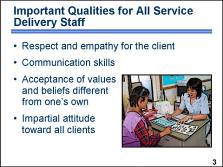 Important Qualities for All Service
Delivery Staff
• Respect and empathy for the client
• Communication skills
• Acceptance of values
and beliefs different
from one's own
• Impartial attitude
toward all clients
3